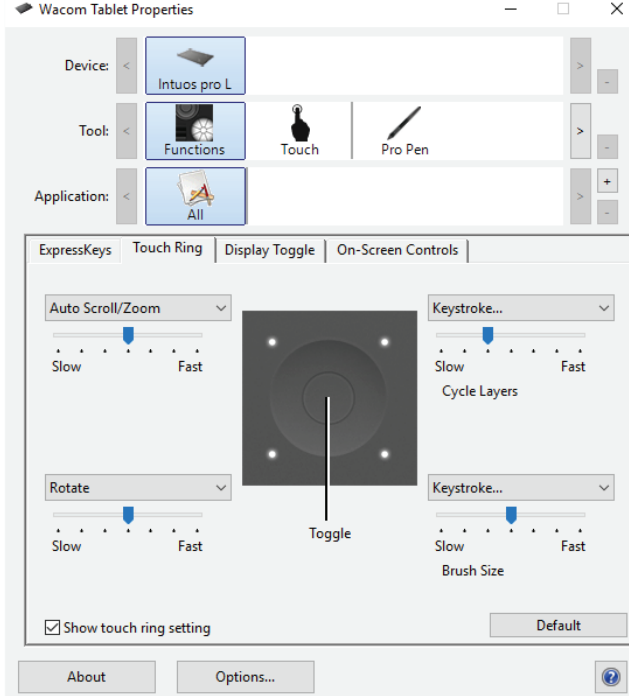 Wacom Tablet Properties
Device:
<
Intuos pro L
>
-
Tool:
<
Functions
Touch
Pro Pen
>
-
Application:
<
All
>
+
-
ExpressKeys Touch Ring Display Toggle On-Screen Controls
Auto Scroll/Zoom
Slow Fast
Keystroke...
Slow Fast
Cycle Layers
Rotate
Slow Fast
Toggle
Keystroke...
Slow Fast
Brush Size
Show touch ring setting
Default
About
Options...
?